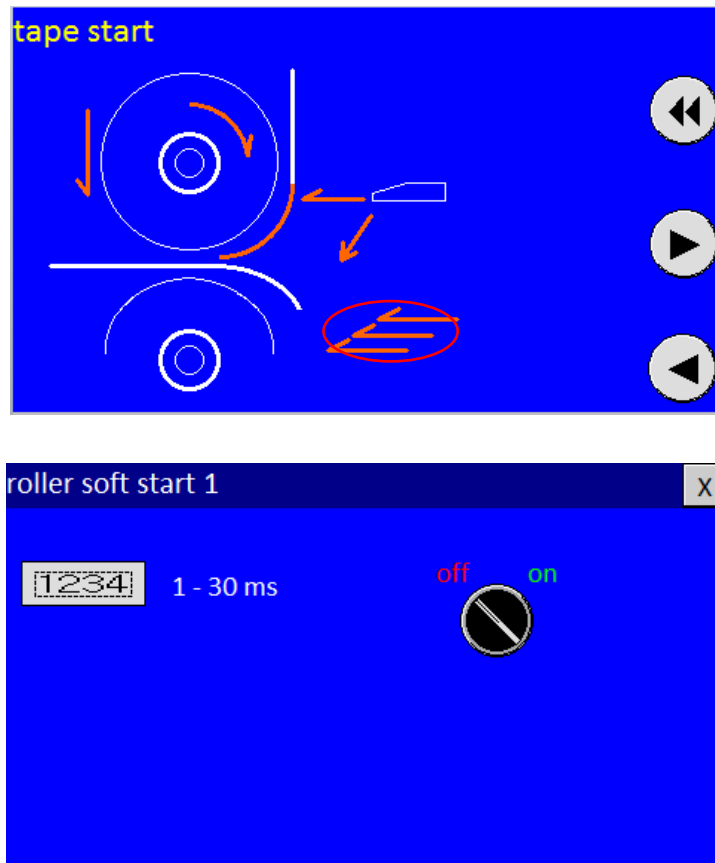 tape start
roller soft start 1
X
1234
1 - 30 ms
off
on